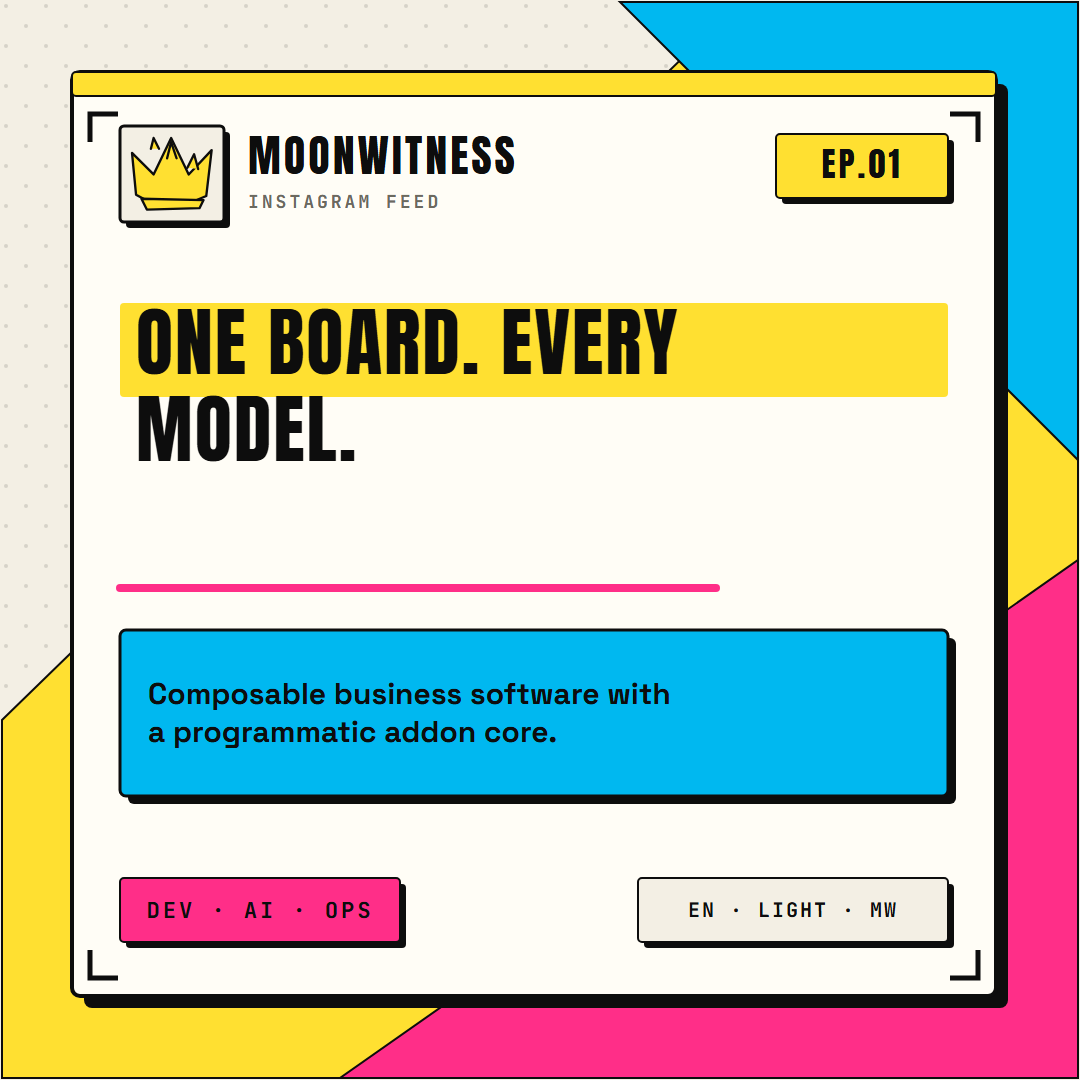 MOONWITNESS
INSTAGRAM FEED
EP.01
ONE BOARD. EVERY
MODEL.
Composable business software with
a programmatic addon core.
DEV · AI · OPS
EN · LIGHT · MW